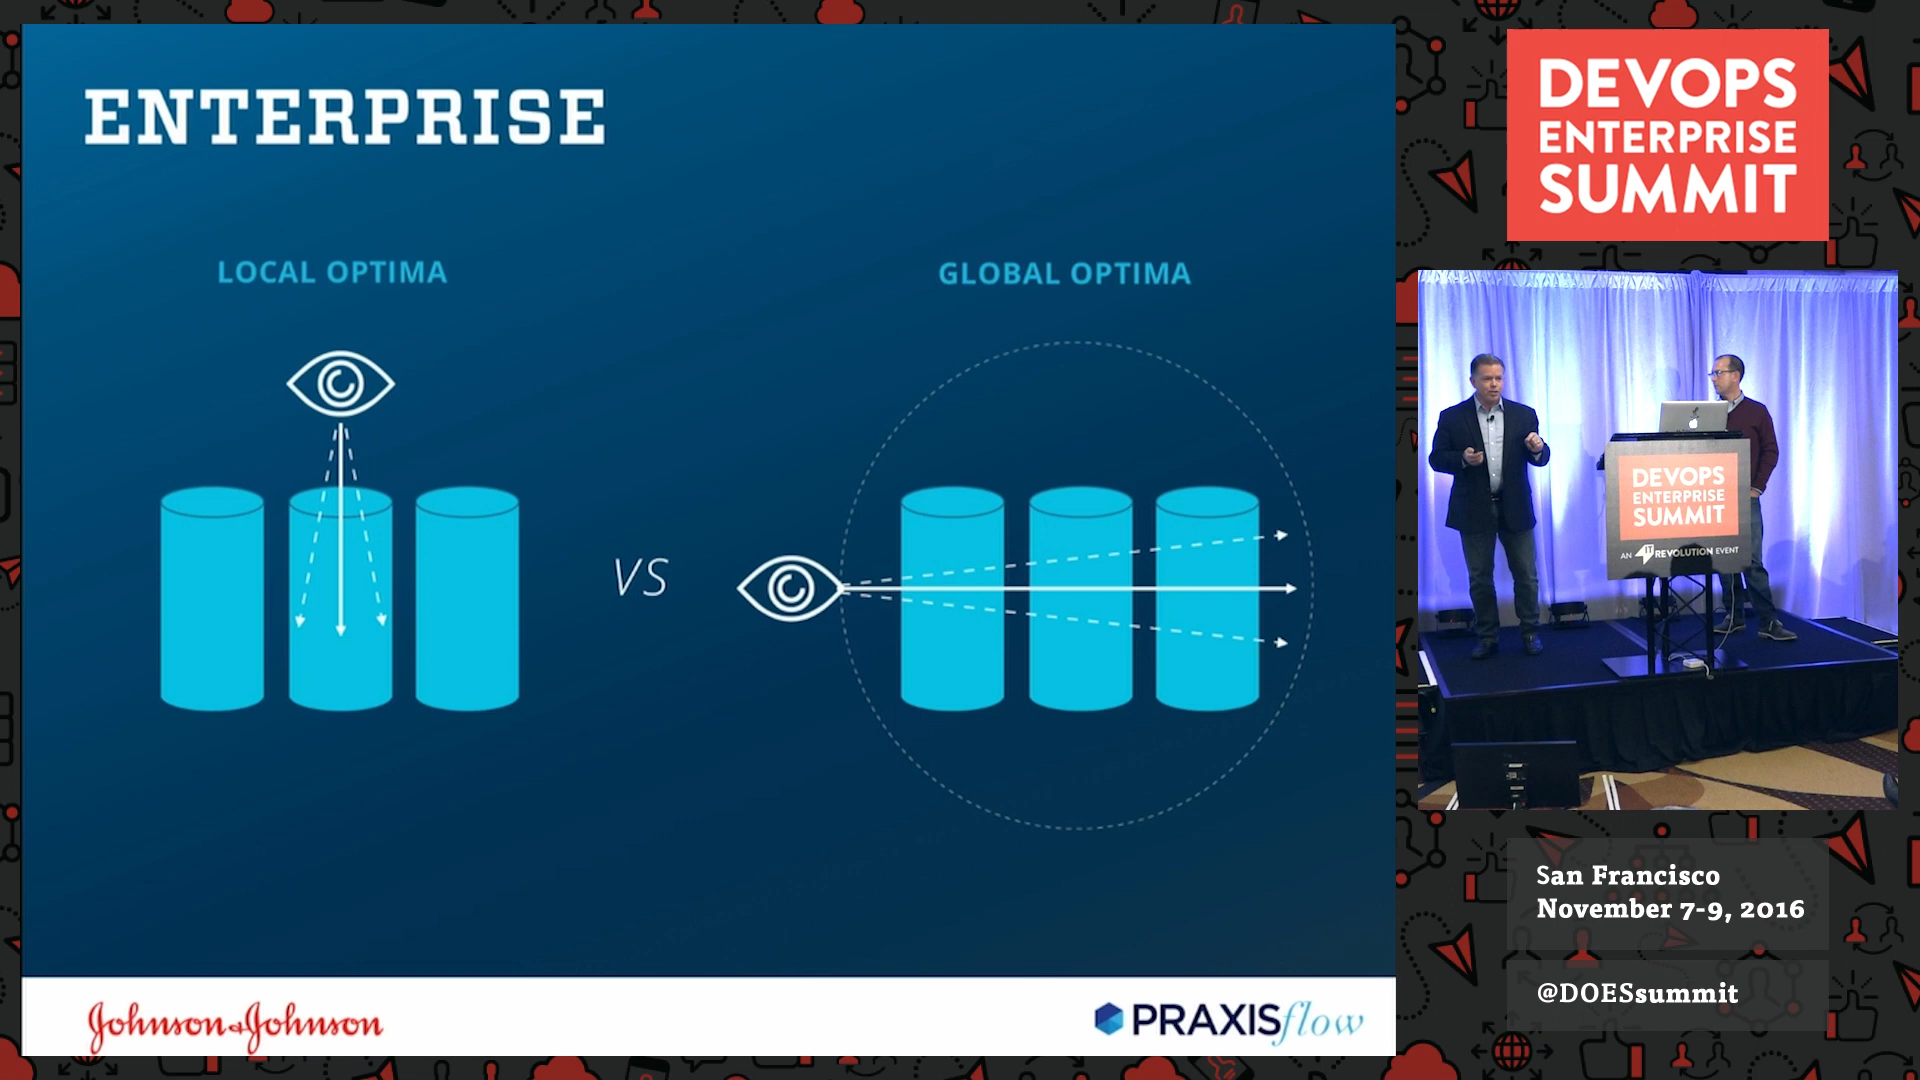 ENTERPRISE
LOCAL OPTIMA
GLOBAL OPTIMA
VS
Johnson & Johnson
PRAXISflow
DEVOPS
ENTERPRISE
SUMMIT
DEVOPS
ENTERPRISE
SUMMIT
AN IT REVOLUTION EVENT
San Francisco
November 7-9, 2016
@DOESsummit